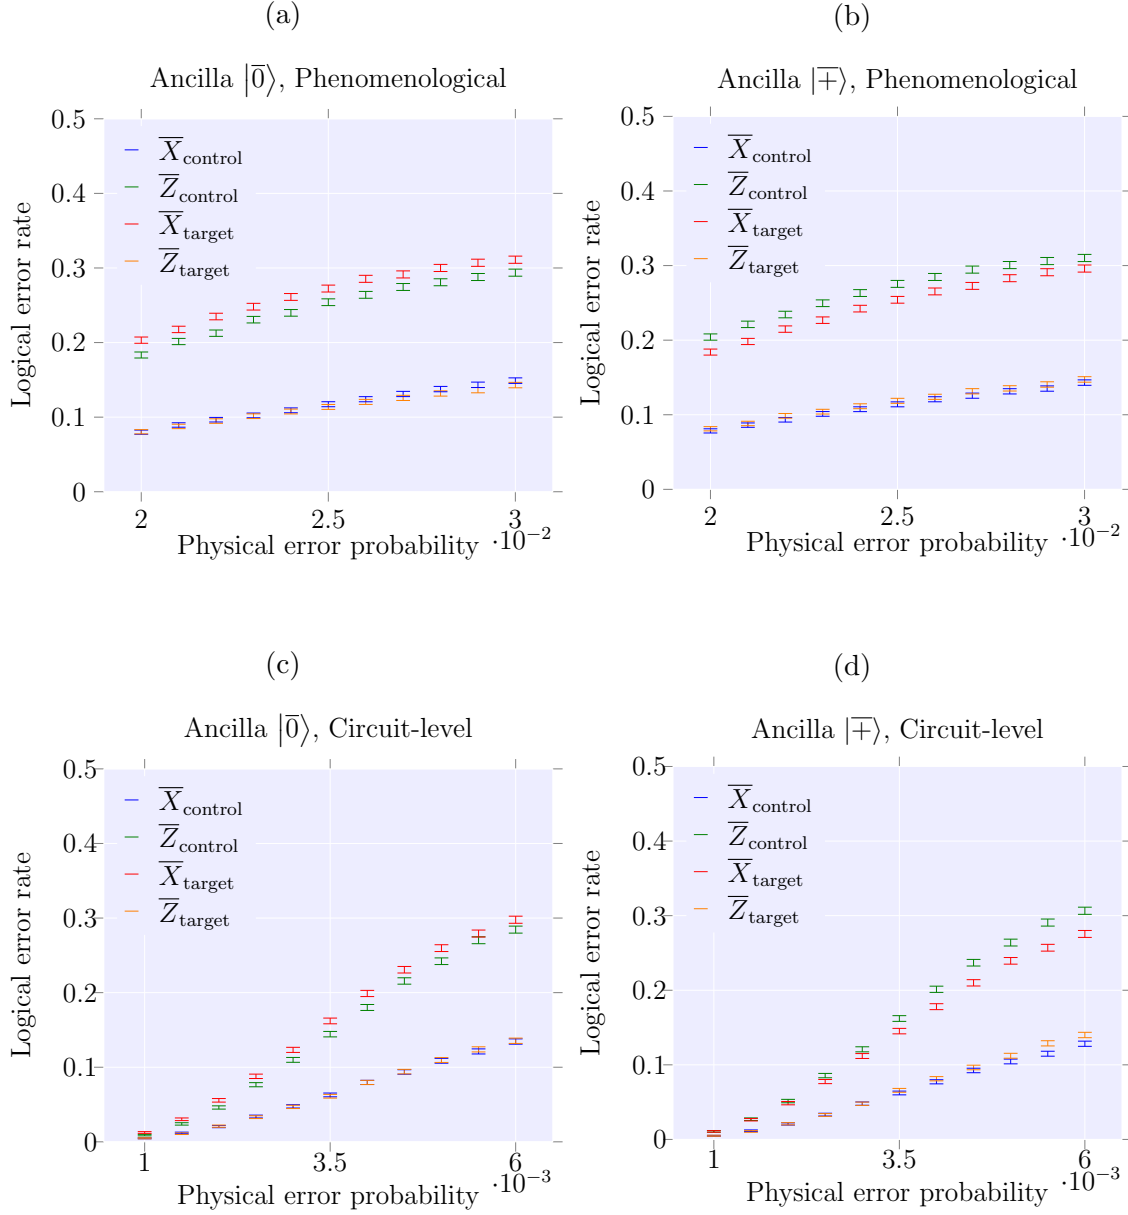 (a)
Ancilla |0̅⟩, Phenomenological
0.5
0.4
0.3
0.2
0.1
0
Logical error rate
X̅control
Z̅control
X̅target
Z̅target
2
2.5
3
·10⁻²
Physical error probability
(b)
Ancilla |+̅⟩, Phenomenological
0.5
0.4
0.3
0.2
0.1
0
Logical error rate
X̅control
Z̅control
X̅target
Z̅target
2
2.5
3
·10⁻²
Physical error probability
(c)
Ancilla |0̅⟩, Circuit-level
0.5
0.4
0.3
0.2
0.1
0
Logical error rate
X̅control
Z̅control
X̅target
Z̅target
1
3.5
6
·10⁻³
Physical error probability
(d)
Ancilla |+̅⟩, Circuit-level
0.5
0.4
0.3
0.2
0.1
0
Logical error rate
X̅control
Z̅control
X̅target
Z̅target
1
3.5
6
·10⁻³
Physical error probability